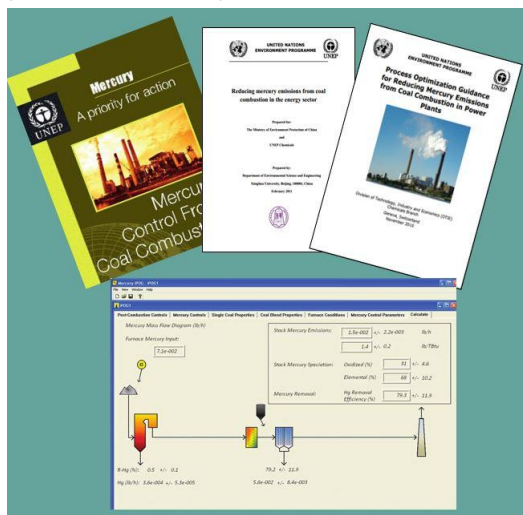 UNEP
Mercury
A priority for action
Mercury
Control From
Coal Combust
UNITED NATIONS
ENVIRONMENT PROGRAMME
UNEP
Reducing mercury emissions from coal
combustion in the energy sector
Prepared for:
The Ministry of Environment Protection of China
and
UNEP Chemicals
Prepared by:
Department of Environmental Science and Engineering
Tsinghua University, Beijing, 100084, China
February 2011
UNITED NATIONS
ENVIRONMENT PROGRAMME
UNEP
Process Optimization Guidance
for Reducing Mercury Emissions
from Coal Combustion in Power
Plants
Division of Technology, Industry and Economics (DTIE)
Chemicals Branch
Geneva, Switzerland
November 2010
Mercury iPOG - iPOG1
File View Window Help
iPOG1
Post-Combustion Controls Mercury Controls Single Coal Properties Coal Blend Properties Furnace Conditions Mercury Control Parameters Calculate
Mercury Mass Flow Diagram (lb/h)
Furnace Mercury Input:
7.1e-002
Stack Mercury Emissions: 1.5e-002 +/- 2.2e-003 lb/h
1.4 +/- 0.2 lb/TBtu
Stack Mercury Speciation: Oxidized (%) 31 +/- 4.6
Elemental (%) 68 +/- 10.2
Mercury Removal: Hg Removal
Efficiency (%) 79.3 +/- 11.9
B-Hg (%): 0.5 +/- 0.1
Hg (lb/h): 3.6e-004 +/- 5.5e-005
79.2 +/- 11.9
5.6e-002 +/- 8.4e-003